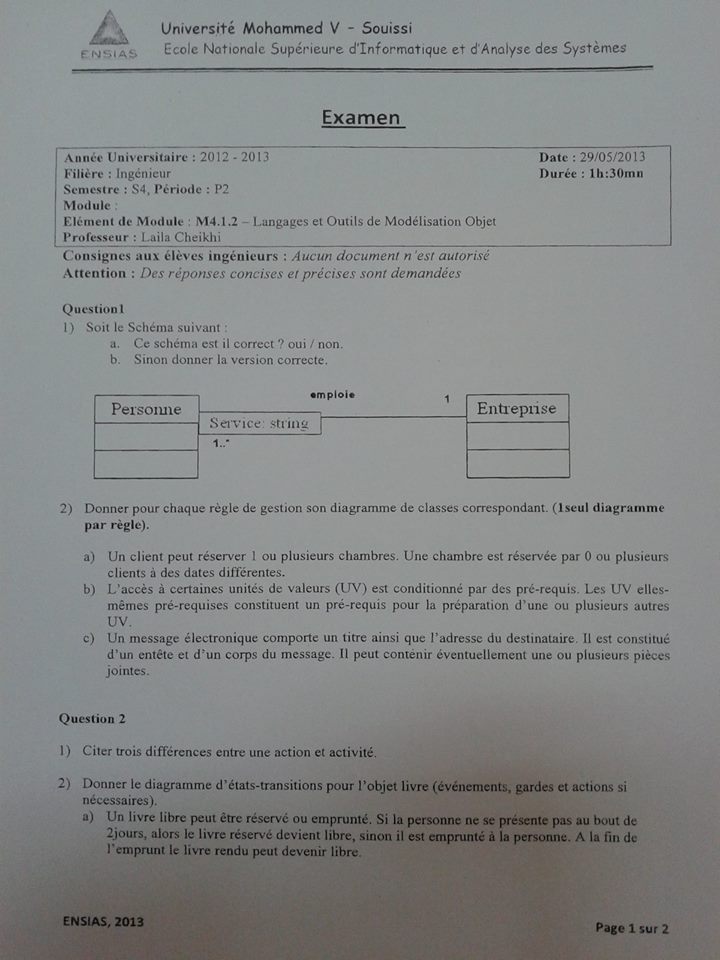 Université Mohammed V - Souissi
ENSIAS
Ecole Nationale Supérieure d'Informatique et d'Analyse des Systèmes
Examen
Année Universitaire : 2012 - 2013
Date : 29/05/2013
Filière : Ingénieur
Durée : 1h:30mn
Semestre : S4, Période : P2
Module :
Elément de Module : M4.1.2 – Langages et Outils de Modélisation Objet
Professeur : Laila Cheikhi
Consignes aux élèves ingénieurs : Aucun document n'est autorisé
Attention : Des réponses concises et précises sont demandées
Question1
1) Soit le Schéma suivant :
a. Ce schéma est il correct ? oui / non.
b. Sinon donner la version correcte.
emploie
1
Personne
Entreprise
Service: string
1..*
2) Donner pour chaque règle de gestion son diagramme de classes correspondant. (1seul diagramme
par règle).
a) Un client peut réserver 1 ou plusieurs chambres. Une chambre est réservée par 0 ou plusieurs
clients à des dates différentes.
b) L'accès à certaines unités de valeurs (UV) est conditionné par des pré-requis. Les UV elles-
mêmes pré-requises constituent un pré-requis pour la préparation d'une ou plusieurs autres
UV.
c) Un message électronique comporte un titre ainsi que l'adresse du destinataire. Il est constitué
d'un entête et d'un corps du message. Il peut contenir éventuellement une ou plusieurs pièces
jointes.
Question 2
1) Citer trois différences entre une action et activité.
2) Donner le diagramme d'états-transitions pour l'objet livre (événements, gardes et actions si
nécessaires).
a) Un livre libre peut être réservé ou emprunté. Si la personne ne se présente pas au bout de
2jours, alors le livre réservé devient libre, sinon il est emprunté à la personne. A la fin de
l'emprunt le livre rendu peut devenir libre.
ENSIAS, 2013
Page 1 sur 2